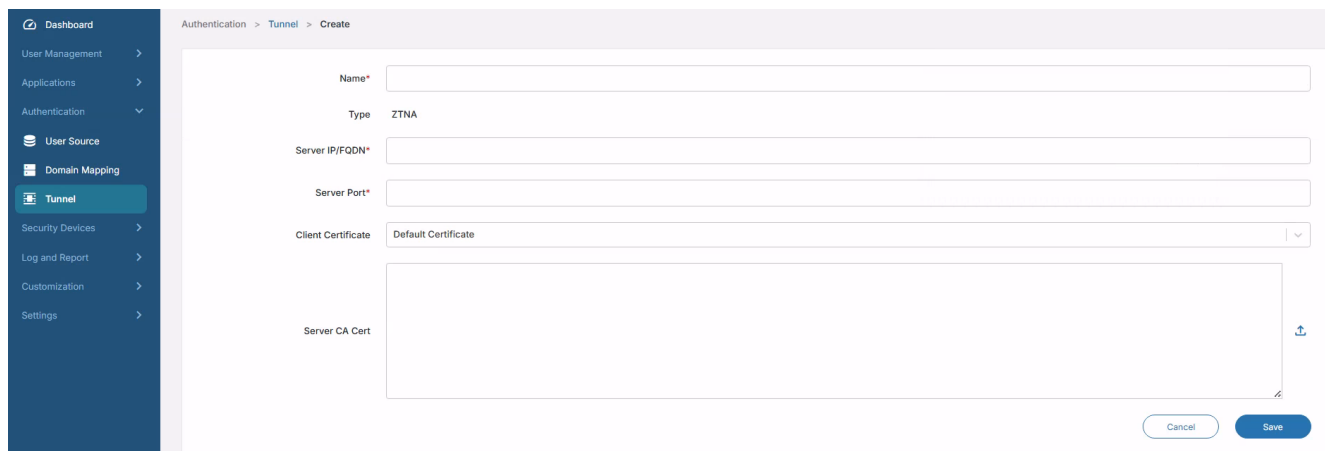 Dashboard
User Management
Applications
Authentication
User Source
Domain Mapping
Tunnel
Security Devices
Log and Report
Customization
Settings
Authentication > Tunnel > Create
Name*
Type ZTNA
Server IP/FQDN*
Server Port*
Client Certificate Default Certificate
Server CA Cert
Cancel Save